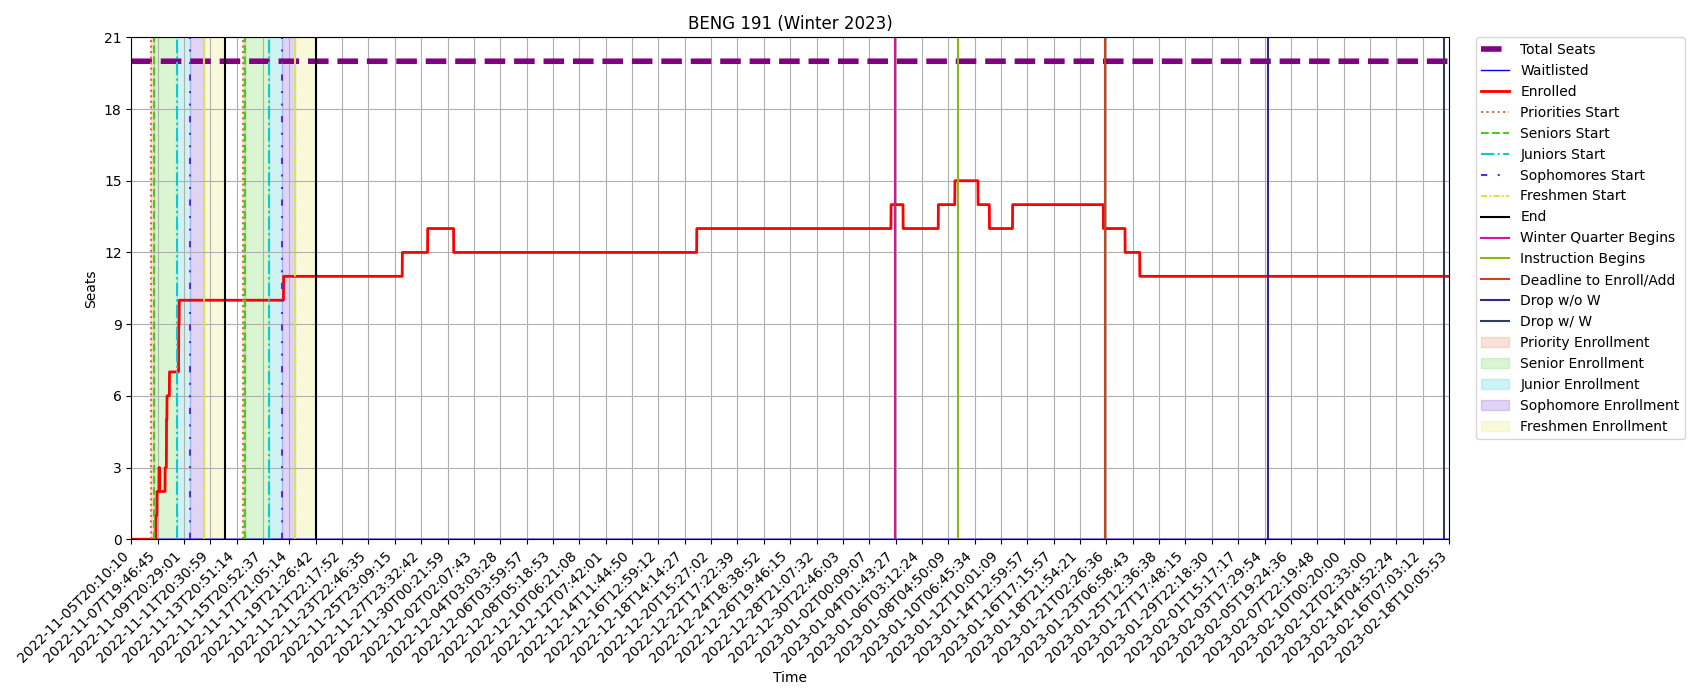 BENG 191 (Winter 2023)
21
18
15
12
9
6
3
0
Seats
2022-11-05T20:10:10
2022-11-07T19:46:45
2022-11-09T20:29:01
2022-11-11T20:30:59
2022-11-13T20:51:14
2022-11-15T20:52:37
2022-11-17T21:05:14
2022-11-19T21:26:42
2022-11-21T22:17:52
2022-11-23T22:46:35
2022-11-25T23:09:15
2022-11-27T23:32:42
2022-11-30T00:21:59
2022-12-02T02:07:43
2022-12-04T03:03:28
2022-12-06T03:59:57
2022-12-08T05:18:53
2022-12-10T06:21:08
2022-12-12T07:42:01
2022-12-14T11:44:50
2022-12-16T12:59:12
2022-12-18T14:14:27
2022-12-20T15:27:02
2022-12-22T17:22:39
2022-12-24T18:38:52
2022-12-26T19:46:15
2022-12-28T21:07:32
2022-12-30T22:46:03
2023-01-02T00:09:07
2023-01-04T01:43:27
2023-01-06T03:12:24
2023-01-08T04:50:09
2023-01-10T06:45:34
2023-01-12T10:01:09
2023-01-14T12:59:57
2023-01-16T17:15:57
2023-01-18T21:54:21
2023-01-21T02:26:36
2023-01-23T06:58:43
2023-01-25T12:36:38
2023-01-27T17:48:15
2023-01-29T22:18:30
2023-02-01T15:17:17
2023-02-03T17:29:54
2023-02-05T19:24:36
2023-02-07T22:19:48
2023-02-10T00:20:00
2023-02-12T02:33:00
2023-02-14T04:52:24
2023-02-16T07:03:12
2023-02-18T10:05:53
Time
Total Seats
Waitlisted
Enrolled
Priorities Start
Seniors Start
Juniors Start
Sophomores Start
Freshmen Start
End
Winter Quarter Begins
Instruction Begins
Deadline to Enroll/Add
Drop w/o W
Drop w/ W
Priority Enrollment
Senior Enrollment
Junior Enrollment
Sophomore Enrollment
Freshmen Enrollment